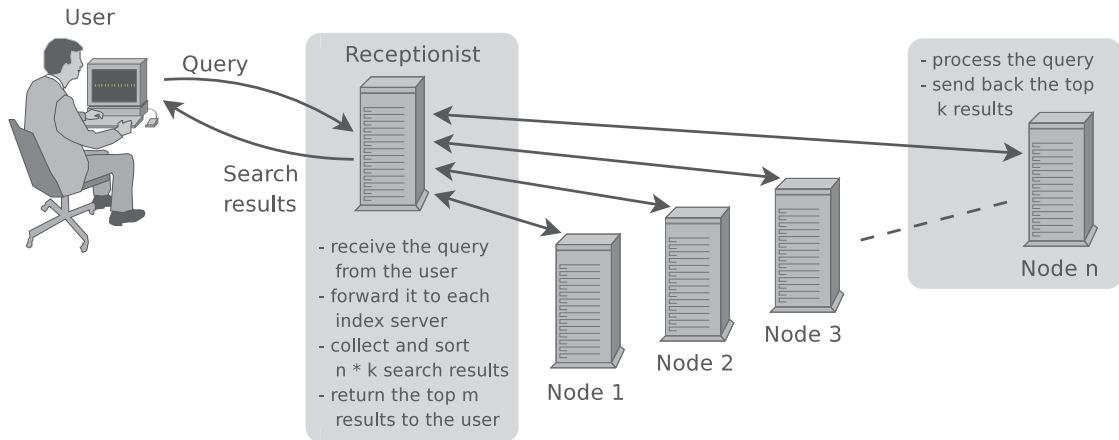 User
Query
Search
results
Receptionist
- receive the query
from the user
- forward it to each
index server
- collect and sort
n * k search results
- return the top m
results to the user
Node 1
Node 2
Node 3
- process the query
- send back the top
k results
Node n